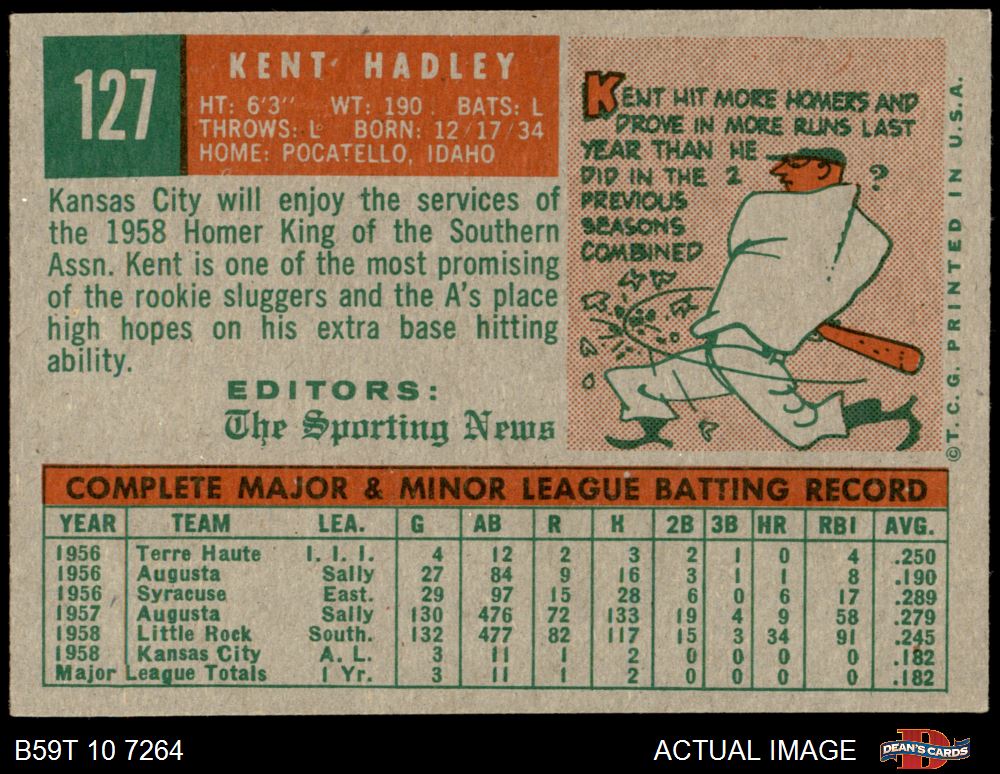 127
KENT HADLEY
HT: 6'3" WT: 190 BATS: L
THROWS: L BORN: 12/17/34
HOME: POCATELLO, IDAHO
Kansas City will enjoy the services of
the 1958 Homer King of the Southern
Assn. Kent is one of the most promising
of the rookie sluggers and the A's place
high hopes on his extra base hitting
ability.
EDITORS:
The Sporting News
KENT HIT MORE HOMERS AND
DROVE IN MORE RUNS LAST
YEAR THAN HE
DID IN THE 2
PREVIOUS
SEASONS
COMBINED
?
©T.C.G. PRINTED IN U.S.A.
COMPLETE MAJOR & MINOR LEAGUE BATTING RECORD
YEAR TEAM LEA. G AB R H 2B 3B HR RBI AVG.
1956 Terre Haute I. I. I. 4 12 2 3 2 1 0 4 .250
1956 Augusta Sally 27 84 9 16 3 1 1 8 .190
1956 Syracuse East. 29 97 15 28 6 0 6 17 .289
1957 Augusta Sally 130 476 72 133 19 4 9 58 .279
1958 Little Rock South. 132 477 82 117 15 3 34 91 .245
1958 Kansas City A. L. 3 11 1 2 0 0 0 0 .182
Major League Totals 1 Yr. 3 11 1 2 0 0 0 0 .182
B59T 10 7264
ACTUAL IMAGE
DEAN'S CARDS